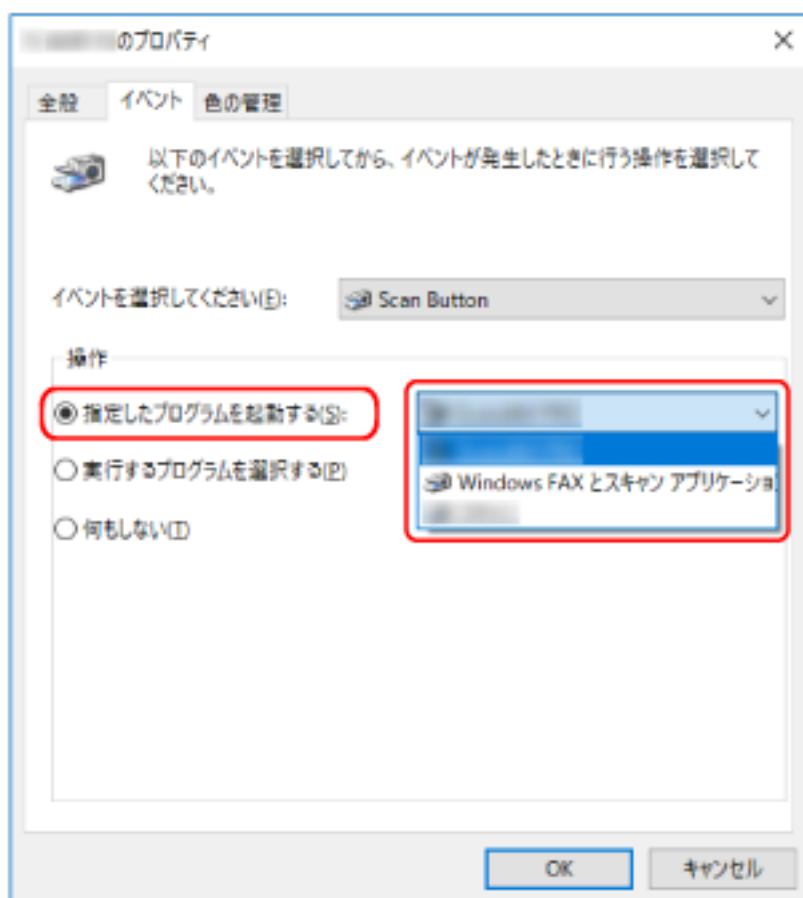 のプロパティ
全般
イベント
色の管理
以下のイベントを選択してから、イベントが発生したときに行う操作を選択して
ください。
イベントを選択してください(E):
Scan Button
操作
指定したプログラムを起動する(S):
実行するプログラムを選択する(P)
Windows FAX とスキャン アプリケーション
何もしない(T)
OK
キャンセル